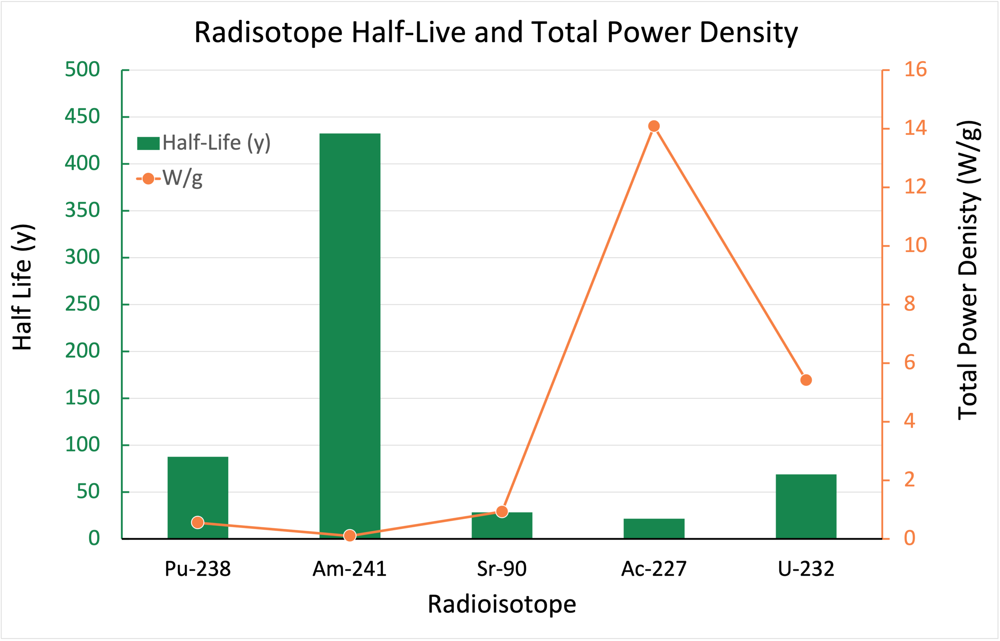 Radisotope Half-Live and Total Power Density
500
450
400
350
300
250
200
150
100
50
0
Half Life (y)
Half-Life (y)
W/g
16
14
12
10
8
6
4
2
0
Total Power Denisty (W/g)
Pu-238
Am-241
Sr-90
Ac-227
U-232
Radioisotope